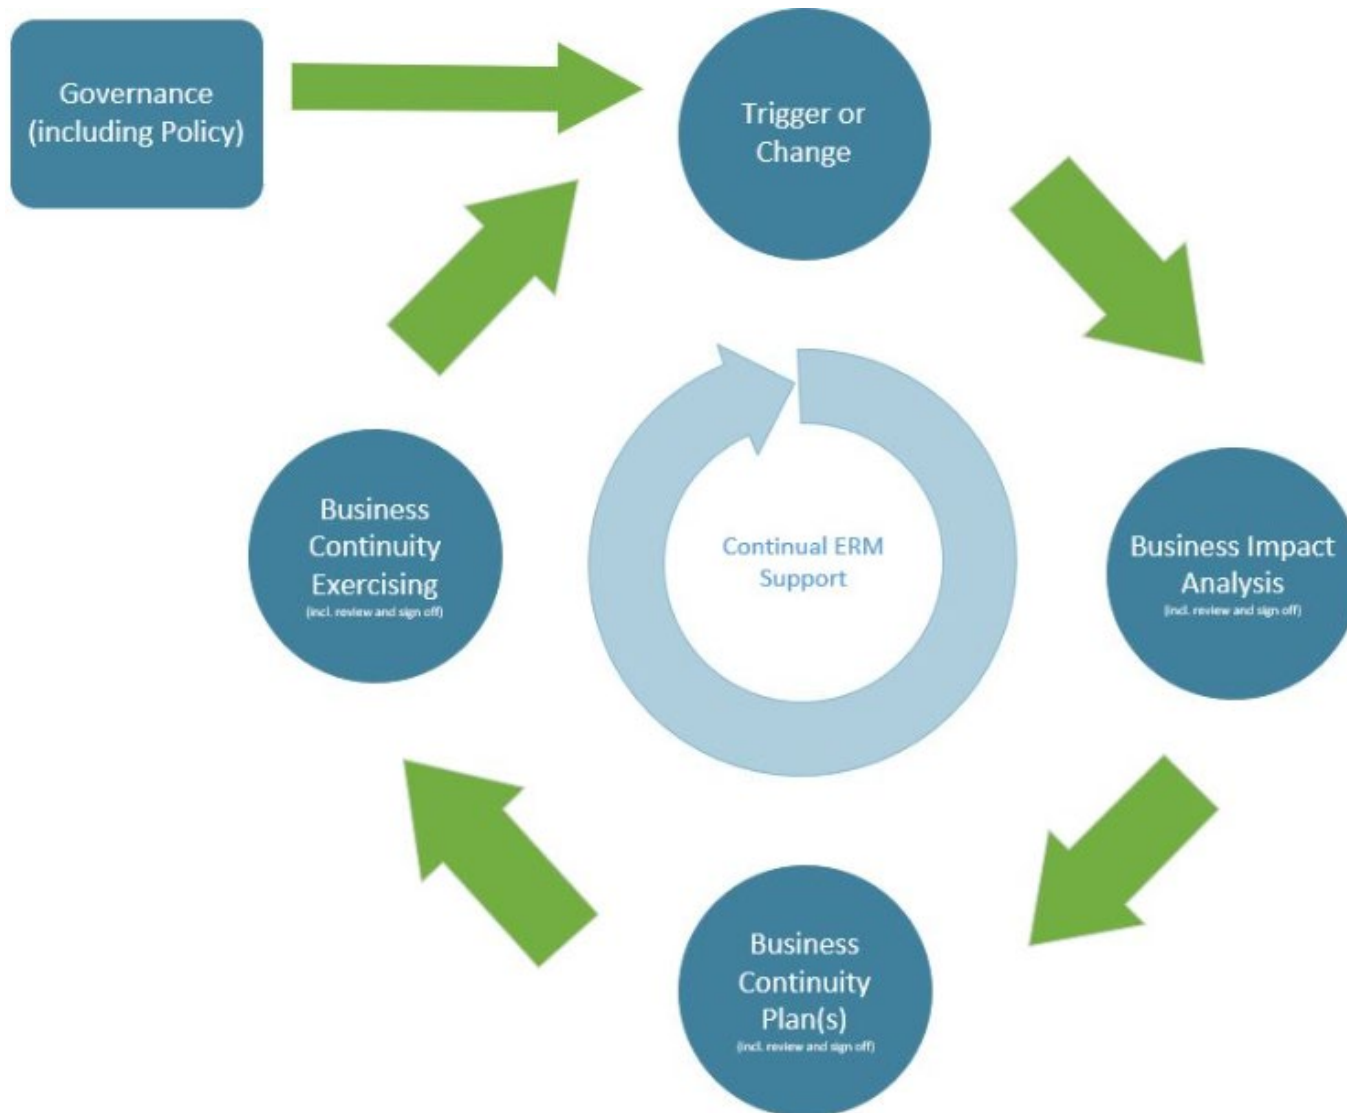 Governance
(including Policy)
Trigger or
Change
Business
Continuity
Exercising
(incl. review and sign off)
Continual ERM
Support
Business Impact
Analysis
(incl. review and sign off)
Business
Continuity
Plan(s)
(incl. review and sign off)